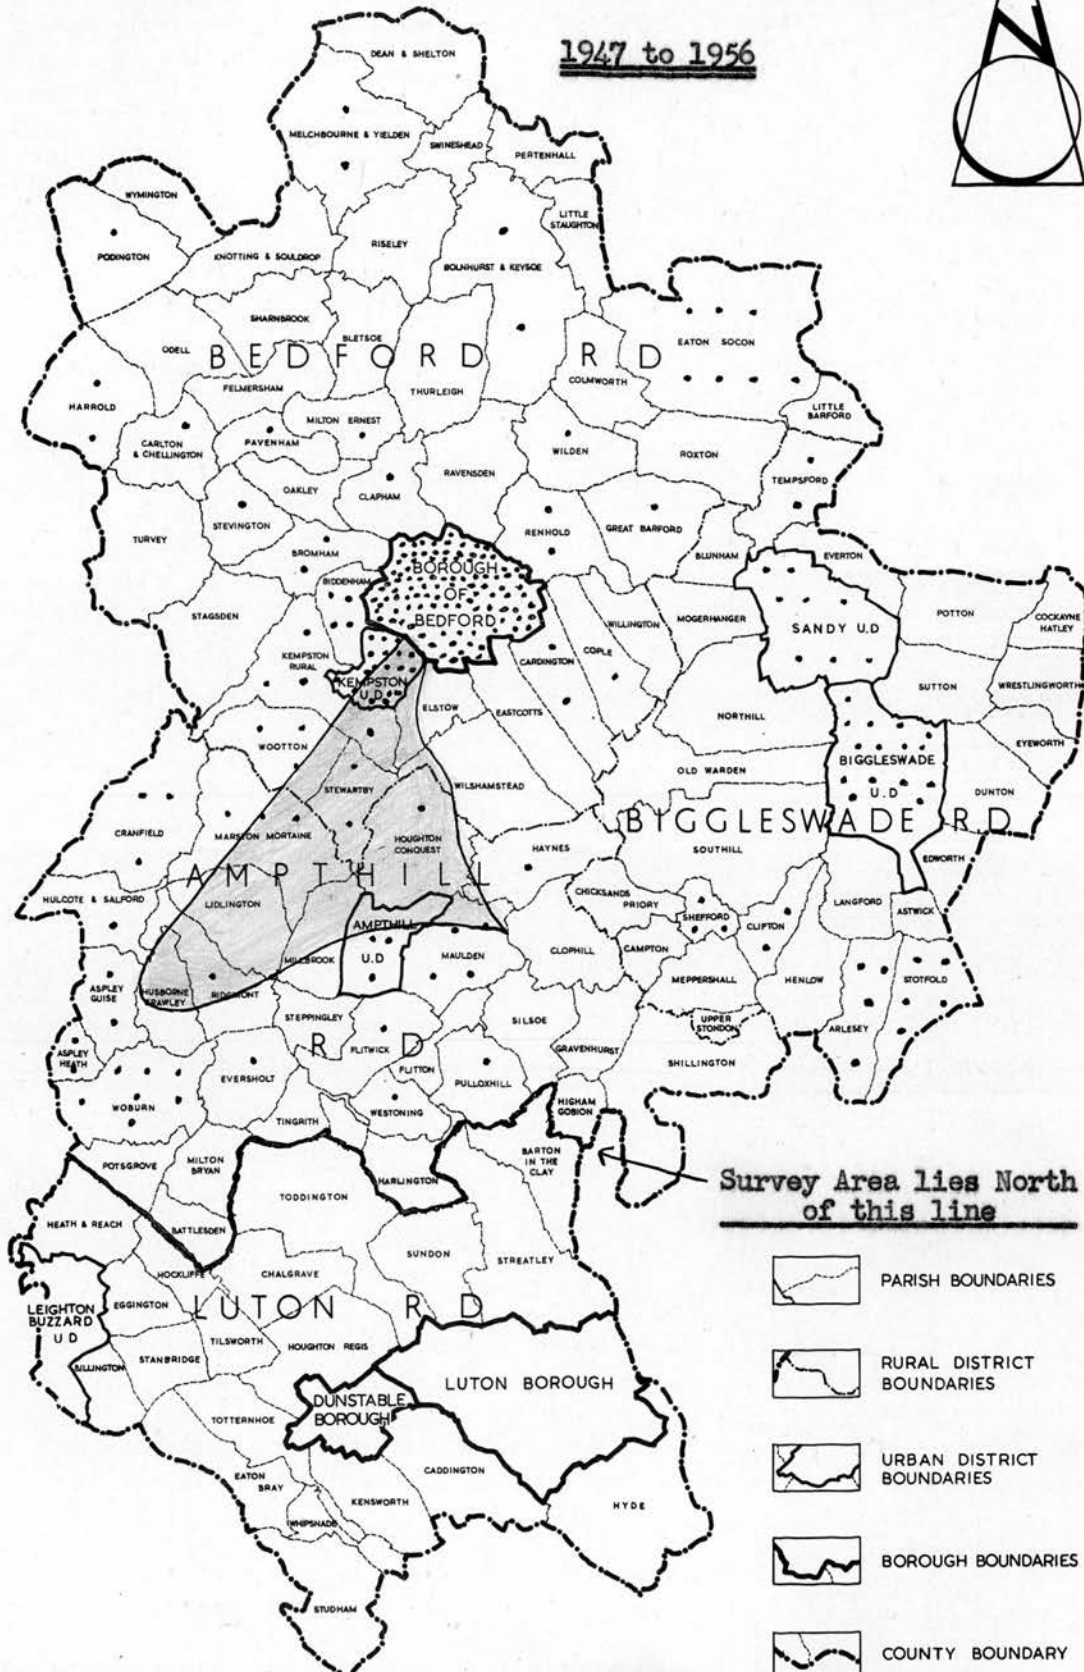 1947 to 1956
N
DEAN & SHELTON
MELCHBOURNE & YIELDEN
SWINESHEAD
PERTENHALL
WYMINGTON
LITTLE
STAUGHTON
PODINGTON
KNOTTING & SOULDROP
RISELEY
BOLNHURST & KEYSOE
SHARNBROOK
ODELL
BLETSOE
EATON SOCON
BEDFORD RD
FELMERSHAM
THURLEIGH
COLMWORTH
HARROLD
LITTLE
BARFORD
MILTON ERNEST
CARLTON
& CHELLINGTON
PAVENHAM
WILDEN
ROXTON
RAVENSDEN
TEMPSFORD
OAKLEY
CLAPHAM
STEVINGTON
TURVEY
RENHOLD
GREAT BARFORD
BROMHAM
BLUNHAM
EVERTON
BIDDENHAM
BOROUGH
OF
BEDFORD
STAGSDEN
WILLINGTON
MOGERHANGER
SANDY U.D
POTTON
COCKAYNE
HATLEY
KEMPSTON
RURAL
CARDINGTON
COPLE
KEMPSTON
U.D.
SUTTON
WRESTLINGWORTH
ELSTOW
EASTCOTTS
NORTHILL
WOOTTON
EYEWORTH
OLD WARDEN
BIGGLESWADE
U.D
STEWARTBY
WILSHAMSTEAD
DUNTON
CRANFIELD
MARSTON MORTAINE
BIGGLESWADE RD
HOUGHTON
CONQUEST
HAYNES
SOUTHILL
EDWORTH
AMPTHILL
HULCOTE & SALFORD
LIDLINGTON
CHICKSANDS
PRIORY
SHEFFORD
LANGFORD
ASTWICK
AMPTHILL
U.D
CLIFTON
CLOPHILL
CAMPTON
MILLBROOK
MAULDEN
ASPLEY
GUISE
HUSBORNE
CRAWLEY
RIDGMONT
MEPPERSHALL
HENLOW
STOTFOLD
STEPPINGLEY
SILSOE
UPPER
STONDON
ARLESEY
R D
FLITWICK
GRAVENHURST
ASPLEY
HEATH
SHILLINGTON
EVERSHOLT
FLITTON
PULLOXHILL
WOBURN
WESTONING
HIGHAM
GOBION
TINGRITH
POTSGROVE
MILTON
BRYAN
BARTON
IN THE
CLAY
HARLINGTON
Survey Area lies North
of this line
TODDINGTON
HEATH & REACH
BATTLESDEN
SUNDON
STREATLEY
HOCKLIFFE
CHALGRAVE
PARISH BOUNDARIES
LEIGHTON
BUZZARD
U D
EGGINGTON
LUTON RD
TILSWORTH
HOUGHTON REGIS
STANBRIDGE
BILLINGTON
RURAL DISTRICT
BOUNDARIES
LUTON BOROUGH
DUNSTABLE
BOROUGH
TOTTERNHOE
CADDINGTON
EATON
BRAY
URBAN DISTRICT
BOUNDARIES
KENSWORTH
HYDE
WHIPSNADE
BOROUGH BOUNDARIES
STUDHAM
COUNTY BOUNDARY